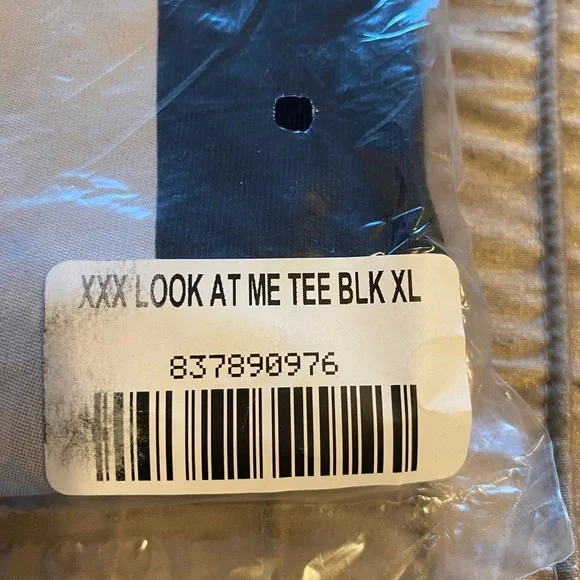 XXX LOOK AT ME TEE BLK XL
837890976